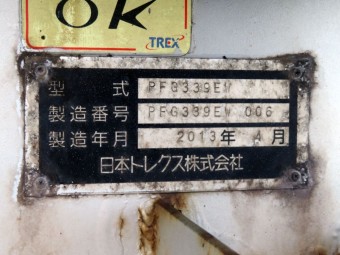 OK
TREX
型 式 PFG339EW
製造番号 PFG339EW 006
製造年月 2013年 4月
日本トレクス株式会社